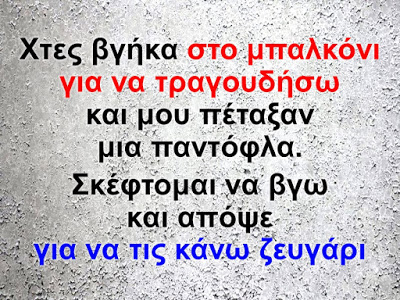 Χτες βγήκα στο μπαλκόνι
για να τραγουδήσω
και μου πέταξαν
μια παντόφλα.
Σκέφτομαι να βγω
και απόψε
για να τις κάνω ζευγάρι